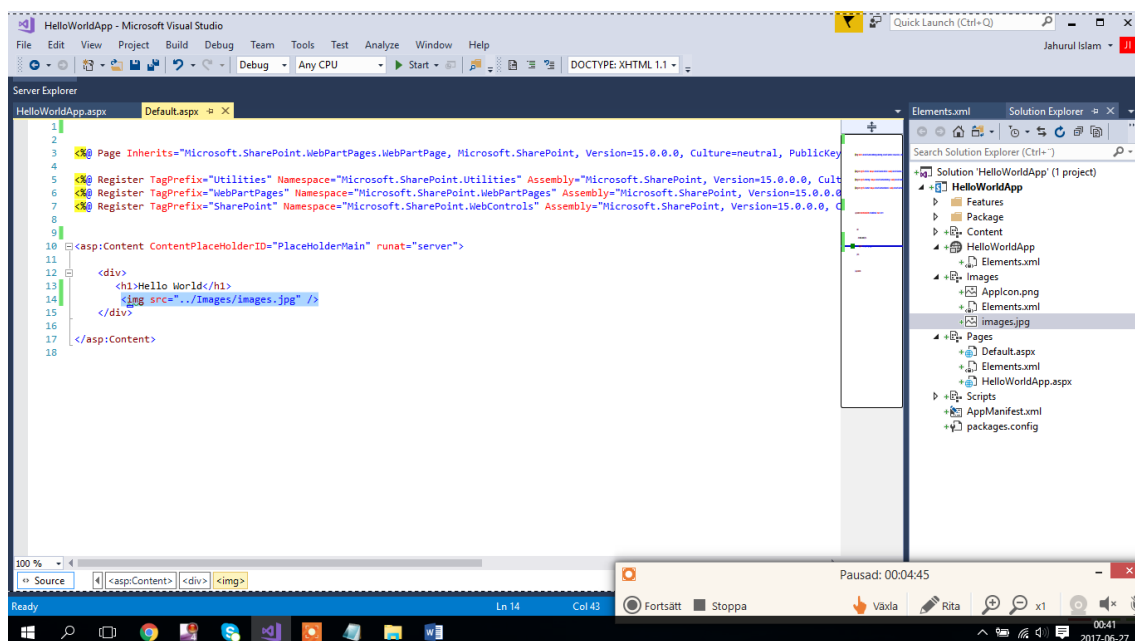 HelloWorldApp - Microsoft Visual Studio
Quick Launch (Ctrl+Q)
File Edit View Project Build Debug Team Tools Test Analyze Window Help
Jahurul Islam
JI
Debug Any CPU Start DOCTYPE: XHTML 1.1
Server Explorer
HelloWorldApp.aspx Default.aspx
Elements.xml Solution Explorer
Search Solution Explorer (Ctrl+¨)
1
2
3 <%@ Page Inherits="Microsoft.SharePoint.WebPartPages.WebPartPage, Microsoft.SharePoint, Version=15.0.0.0, Culture=neutral, PublicKey
4
5 <%@ Register TagPrefix="Utilities" Namespace="Microsoft.SharePoint.Utilities" Assembly="Microsoft.SharePoint, Version=15.0.0.0, Cult
6 <%@ Register TagPrefix="WebPartPages" Namespace="Microsoft.SharePoint.WebPartPages" Assembly="Microsoft.SharePoint, Version=15.0.0.0
7 <%@ Register TagPrefix="SharePoint" Namespace="Microsoft.SharePoint.WebControls" Assembly="Microsoft.SharePoint, Version=15.0.0.0, C
8
9
10 <asp:Content ContentPlaceHolderID="PlaceHolderMain" runat="server">
11
12 <div>
13 <h1>Hello World</h1>
14 <img src="../Images/images.jpg" />
15 </div>
16
17 </asp:Content>
18
Solution 'HelloWorldApp' (1 project)
HelloWorldApp
Features
Package
Content
HelloWorldApp
Elements.xml
Images
AppIcon.png
Elements.xml
images.jpg
Pages
Default.aspx
Elements.xml
HelloWorldApp.aspx
Scripts
AppManifest.xml
packages.config
100 %
Source <asp:Content> <div> <img>
Ready Ln 14 Col 43
Pausad: 00:04:45
Fortsätt Stoppa Växla Rita x1
00:41
2017-06-27